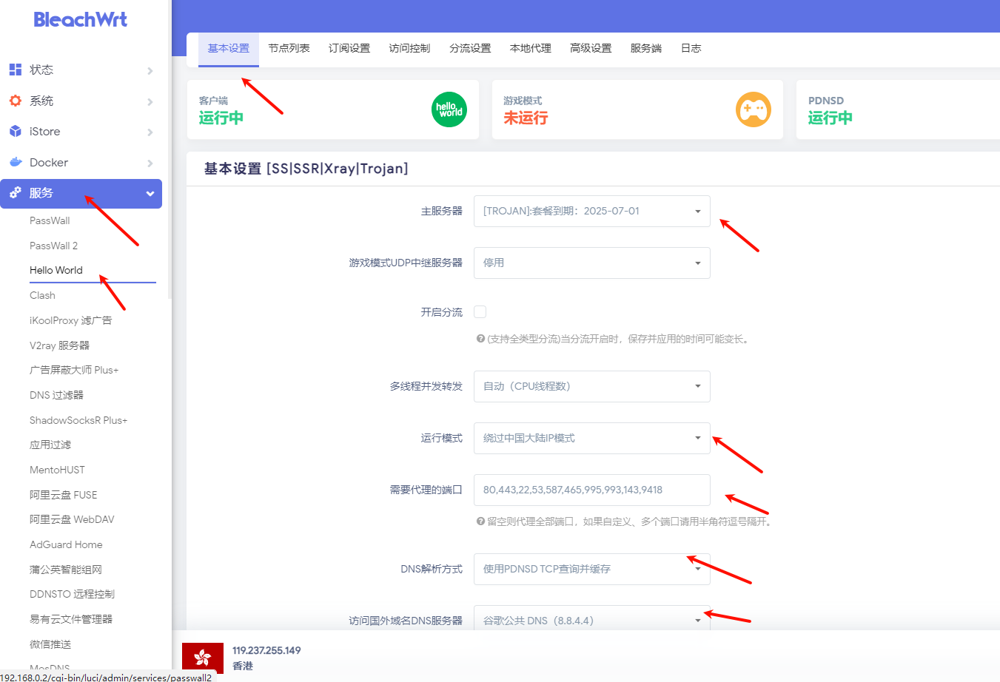 BleachWrt
状态
系统
iStore
Docker
服务
PassWall
PassWall 2
Hello World
Clash
iKoolProxy 滤广告
V2ray 服务器
广告屏蔽大师 Plus+
DNS 过滤器
ShadowSocksR Plus+
应用过滤
MentoHUST
阿里云盘 FUSE
阿里云盘 WebDAV
AdGuard Home
蒲公英智能组网
DDNSTO 远程控制
易有云文件管理器
微信推送
MosDNS
192.168.0.2/cgi-bin/luci/admin/services/passwall2
基本设置 节点列表 订阅设置 访问控制 分流设置 本地代理 高级设置 服务端 日志
客户端
运行中
hello
world
游戏模式
未运行
PDNSD
运行中
基本设置 [SS|SSR|Xray|Trojan]
主服务器 [TROJAN]:套餐到期：2025-07-01
游戏模式UDP中继服务器 停用
开启分流
(支持全类型分流)当分流开启时，保存并应用的时间可能变长。
多线程并发转发 自动（CPU线程数）
运行模式 绕过中国大陆IP模式
需要代理的端口 80,443,22,53,587,465,995,993,143,9418
留空则代理全部端口，如果自定义、多个端口请用半角符逗号隔开。
DNS解析方式 使用PDNSD TCP查询并缓存
访问国外域名DNS服务器 谷歌公共 DNS（8.8.4.4）
119.237.255.149
香港